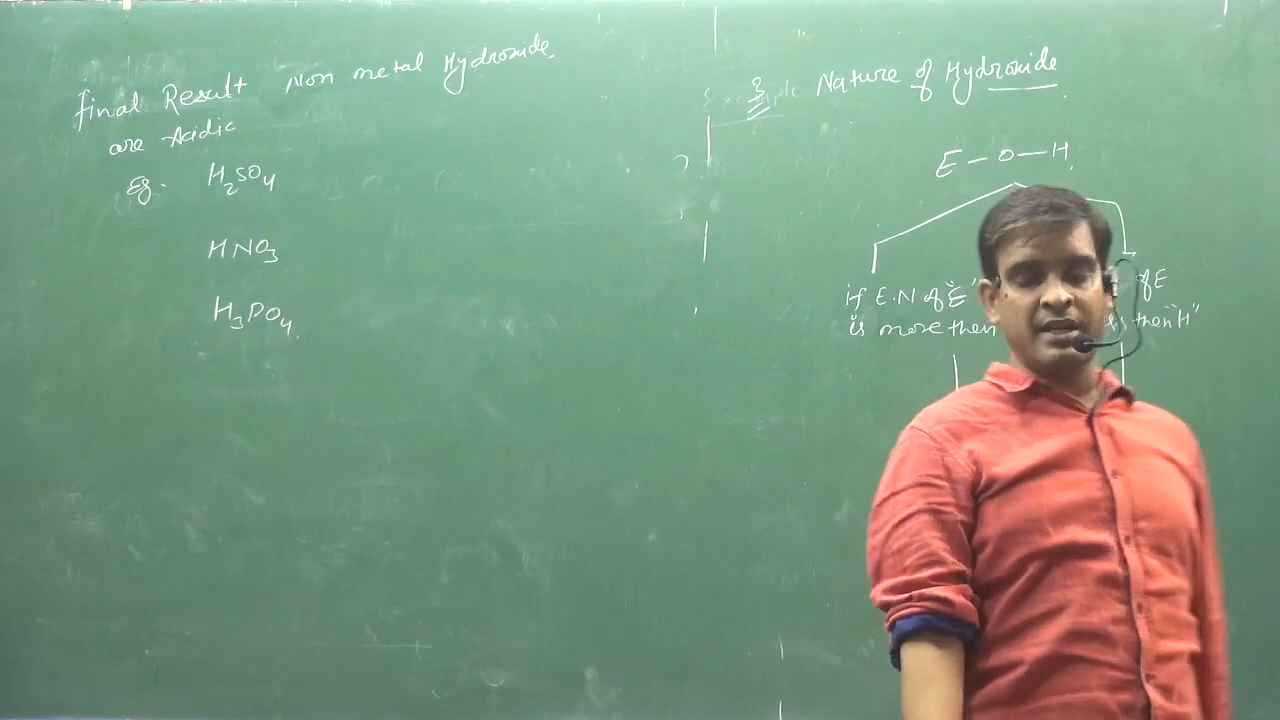 final Result Non metal Hydroxide.
are Acidic
Eg. H2SO4
HNO3
H3PO4.
3 Nature of Hydroxide.
E-O-H.
if E.N of "E"
is more then
of E
then "H"